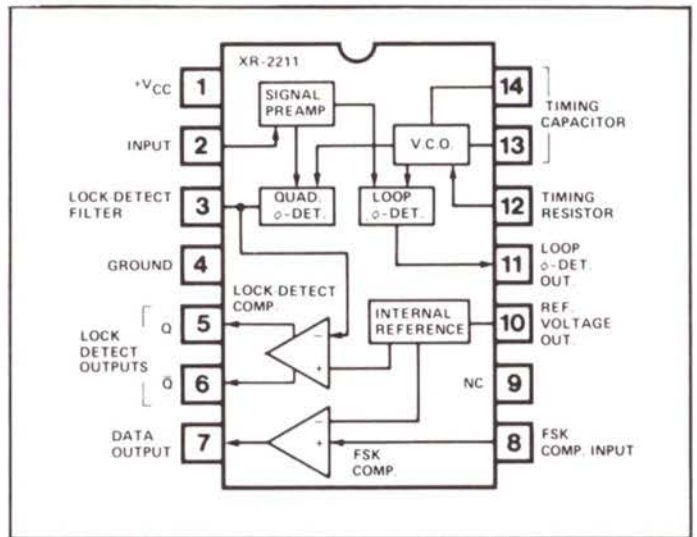 XR-2211
+VCC 1
INPUT 2
LOCK-DETECT
FILTER
3
GROUND 4
LOCK
DETECT
OUTPUTS
Q 5
Q̅ 6
DATA
OUTPUT
7
SIGNAL
PREAMP
V.C.O.
QUAD.
ϕ-DET.
LOOP
ϕ-DET.
LOCK-DETECT
COMP.
INTERNAL
REFERENCE
−
+
−
+
FSK
COMP.
14
13
TIMING
CAPACITOR
12 TIMING
RESISTOR
11 LOOP
ϕ-DET.
OUT.
10 REF.
VOLTAGE
OUT.
NC 9
8 FSK
COMP. INPUT